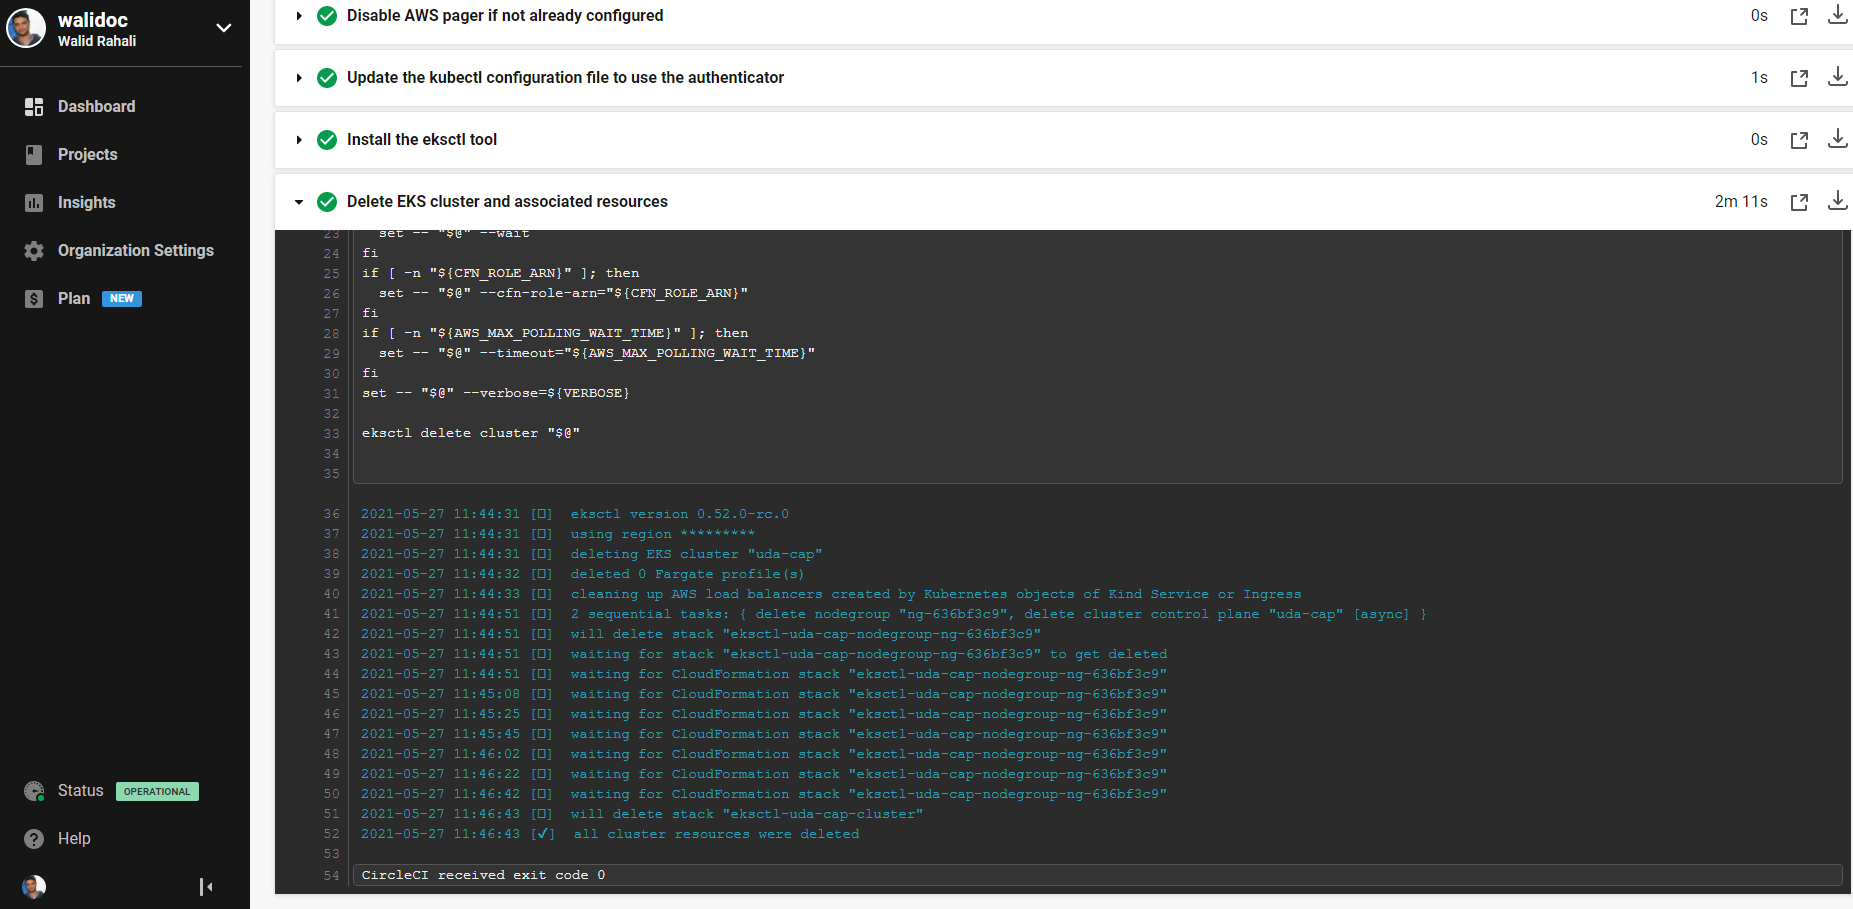 walidoc
Walid Rahali
Dashboard
Projects
Insights
Organization Settings
$ Plan NEW
Status OPERATIONAL
? Help
Disable AWS pager if not already configured 0s
Update the kubectl configuration file to use the authenticator 1s
Install the eksctl tool 0s
Delete EKS cluster and associated resources 2m 11s
23 set -- "$@" --wait
24 fi
25 if [ -n "${CFN_ROLE_ARN}" ]; then
26 set -- "$@" --cfn-role-arn="${CFN_ROLE_ARN}"
27 fi
28 if [ -n "${AWS_MAX_POLLING_WAIT_TIME}" ]; then
29 set -- "$@" --timeout="${AWS_MAX_POLLING_WAIT_TIME}"
30 fi
31 set -- "$@" --verbose=${VERBOSE}
32
33 eksctl delete cluster "$@"
34
35
36 2021-05-27 11:44:31 [▯] eksctl version 0.52.0-rc.0
37 2021-05-27 11:44:31 [▯] using region *********
38 2021-05-27 11:44:31 [▯] deleting EKS cluster "uda-cap"
39 2021-05-27 11:44:32 [▯] deleted 0 Fargate profile(s)
40 2021-05-27 11:44:33 [▯] cleaning up AWS load balancers created by Kubernetes objects of Kind Service or Ingress
41 2021-05-27 11:44:51 [▯] 2 sequential tasks: { delete nodegroup "ng-636bf3c9", delete cluster control plane "uda-cap" [async] }
42 2021-05-27 11:44:51 [▯] will delete stack "eksctl-uda-cap-nodegroup-ng-636bf3c9"
43 2021-05-27 11:44:51 [▯] waiting for stack "eksctl-uda-cap-nodegroup-ng-636bf3c9" to get deleted
44 2021-05-27 11:44:51 [▯] waiting for CloudFormation stack "eksctl-uda-cap-nodegroup-ng-636bf3c9"
45 2021-05-27 11:45:08 [▯] waiting for CloudFormation stack "eksctl-uda-cap-nodegroup-ng-636bf3c9"
46 2021-05-27 11:45:25 [▯] waiting for CloudFormation stack "eksctl-uda-cap-nodegroup-ng-636bf3c9"
47 2021-05-27 11:45:45 [▯] waiting for CloudFormation stack "eksctl-uda-cap-nodegroup-ng-636bf3c9"
48 2021-05-27 11:46:02 [▯] waiting for CloudFormation stack "eksctl-uda-cap-nodegroup-ng-636bf3c9"
49 2021-05-27 11:46:22 [▯] waiting for CloudFormation stack "eksctl-uda-cap-nodegroup-ng-636bf3c9"
50 2021-05-27 11:46:42 [▯] waiting for CloudFormation stack "eksctl-uda-cap-nodegroup-ng-636bf3c9"
51 2021-05-27 11:46:43 [▯] will delete stack "eksctl-uda-cap-cluster"
52 2021-05-27 11:46:43 [✓] all cluster resources were deleted
53
54 CircleCI received exit code 0